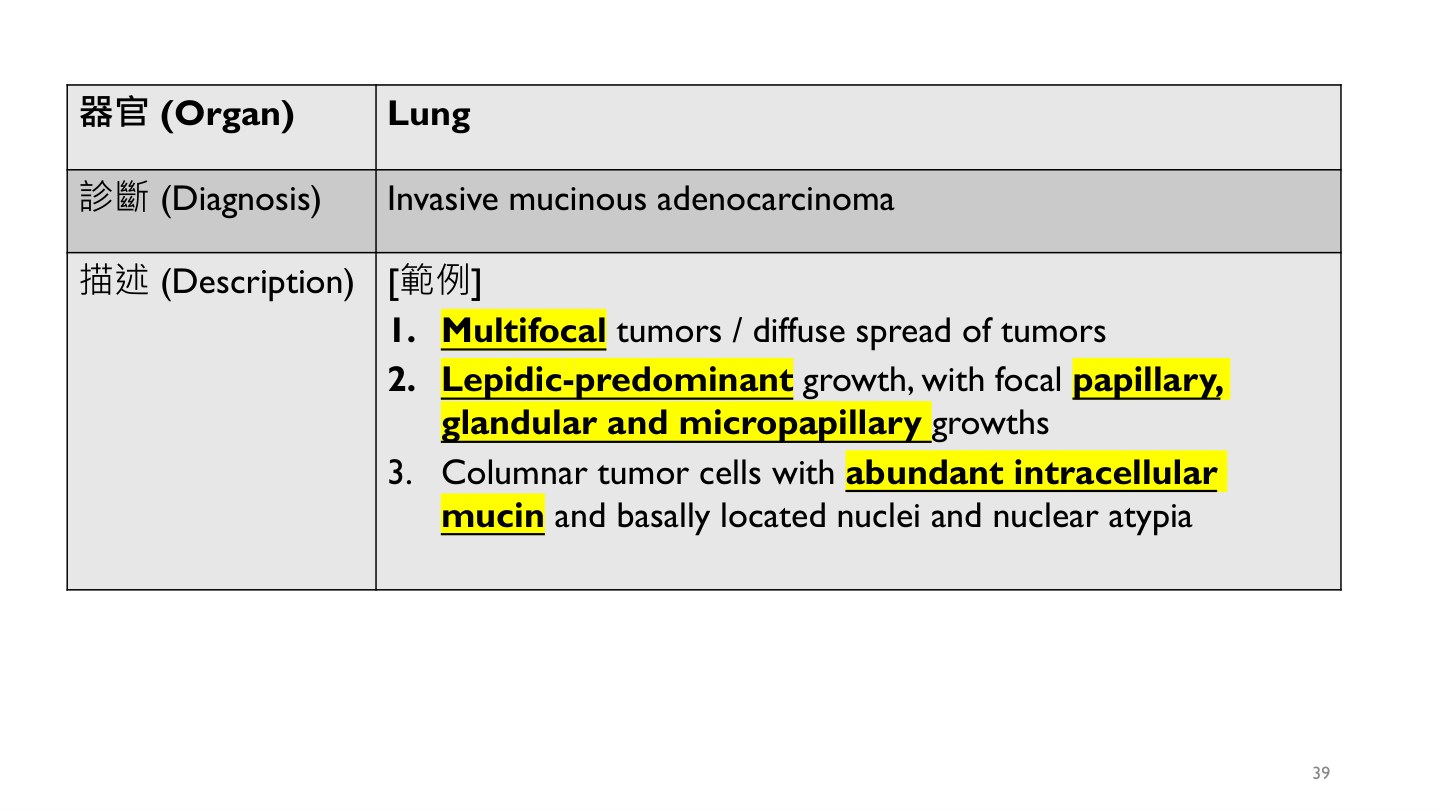 器官 (Organ)
Lung
診斷 (Diagnosis)
Invasive mucinous adenocarcinoma
描述 (Description)
[範例]
1. Multifocal tumors / diffuse spread of tumors
2. Lepidic-predominant growth, with focal papillary,
glandular and micropapillary growths
3. Columnar tumor cells with abundant intracellular
mucin and basally located nuclei and nuclear atypia
39